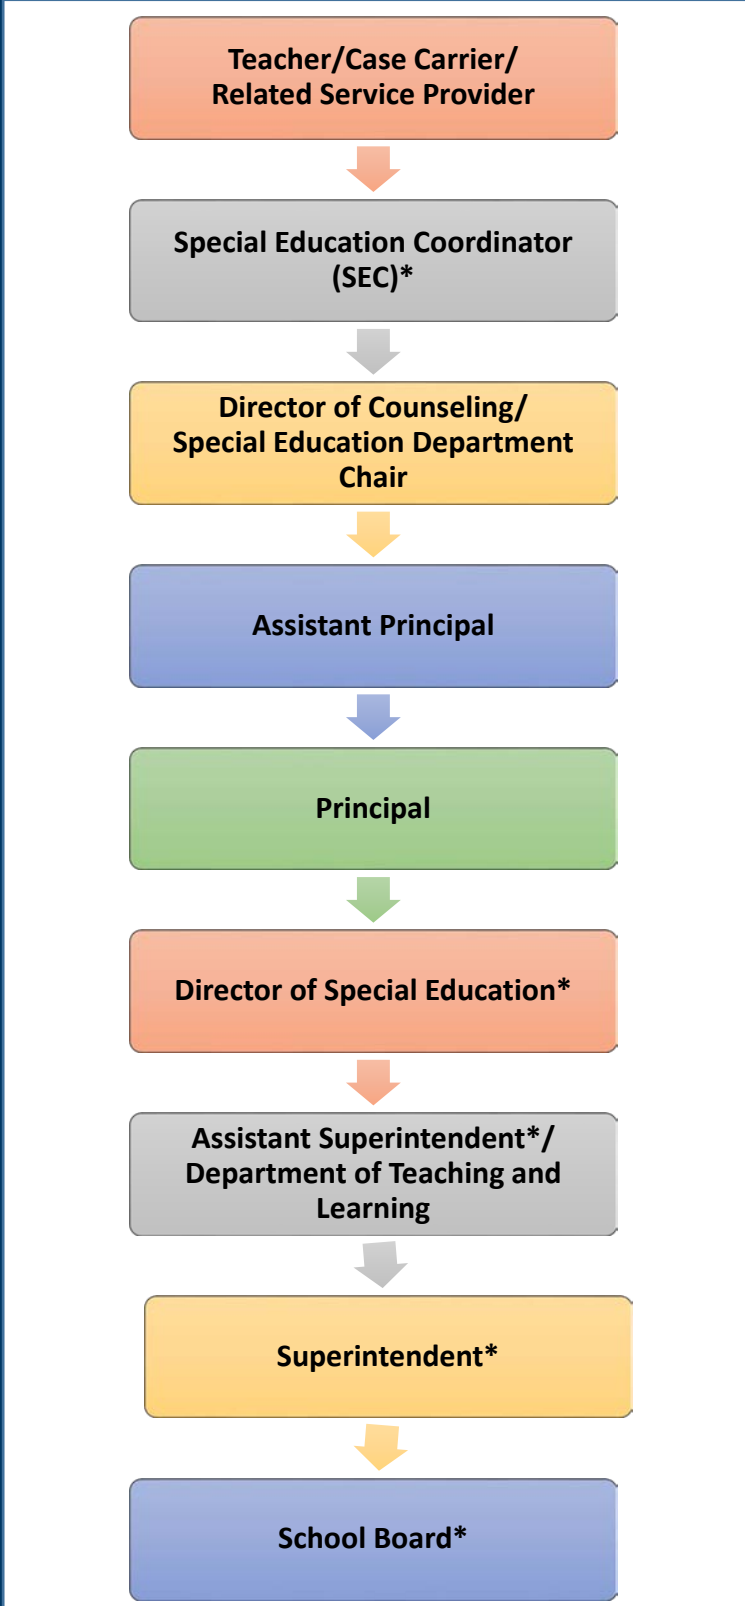 Teacher/Case Carrier/
Related Service Provider
Special Education Coordinator
(SEC)*
Director of Counseling/
Special Education Department
Chair
Assistant Principal
Principal
Director of Special Education*
Assistant Superintendent*/
Department of Teaching and
Learning
Superintendent*
School Board*